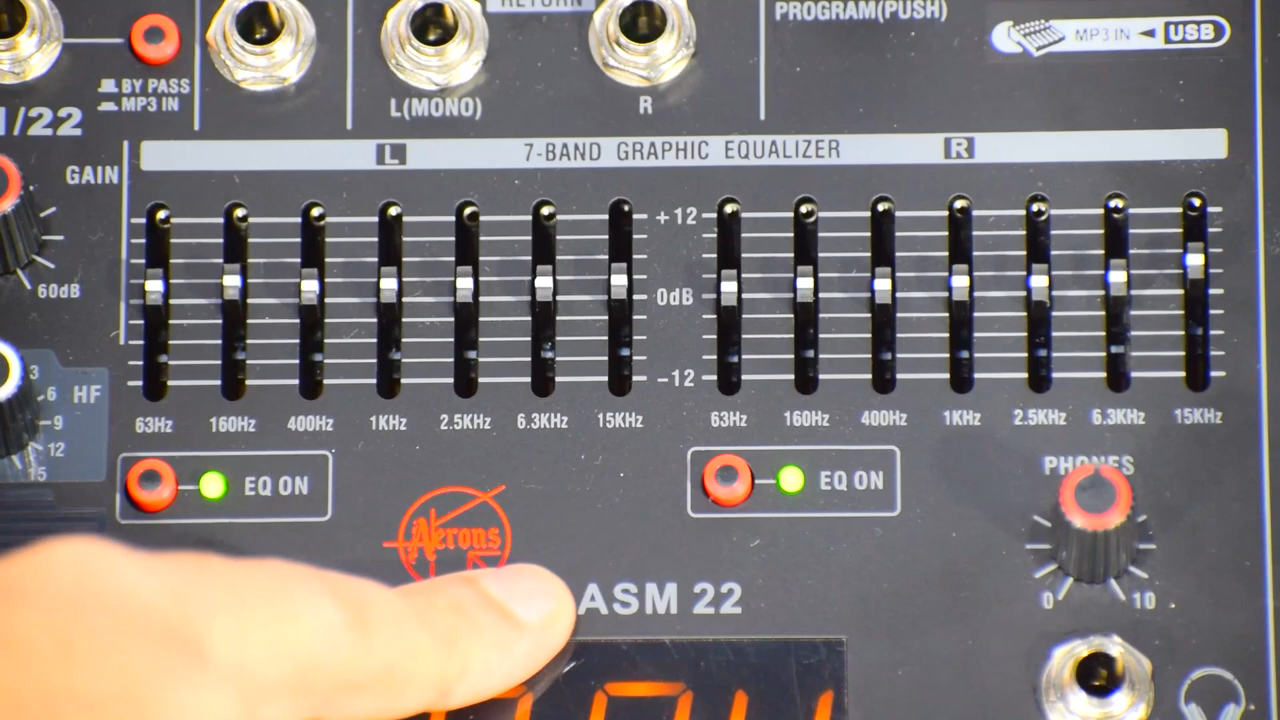 RETURN
PROGRAM(PUSH)
MP3 IN ◄ USB
BY PASS
MP3 IN
L(MONO)
R
/22
GAIN
L 7-BAND GRAPHIC EQUALIZER R
+12
60dB
0dB
-12
3
6
HF
9
12
15
63Hz 160Hz 400Hz 1KHz 2.5KHz 6.3KHz 15KHz
63Hz 160Hz 400Hz 1KHz 2.5KHz 6.3KHz 15KHz
EQ ON
EQ ON
PHONES
Aerons
ASM 22
0 10